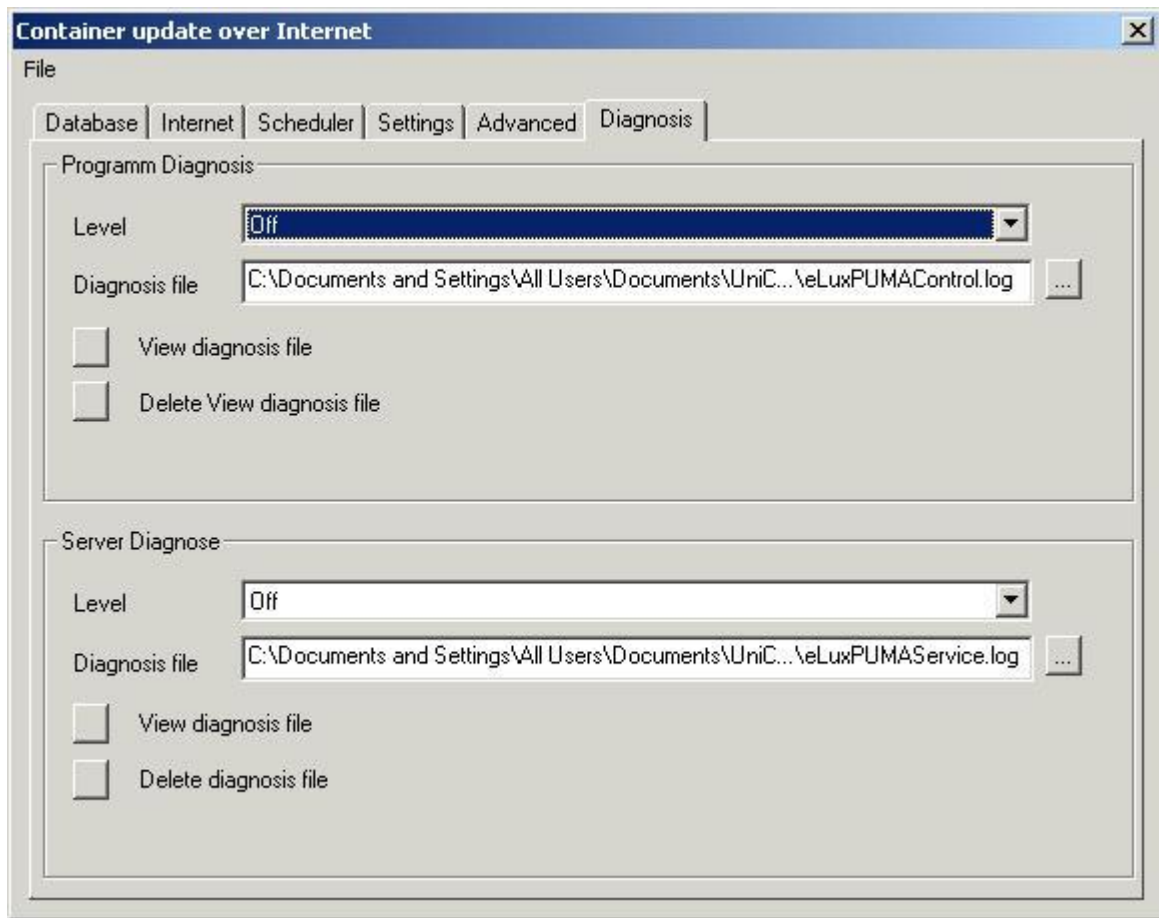 Container update over Internet
File
Database Internet Scheduler Settings Advanced Diagnosis
Programm Diagnosis
Level Off
Diagnosis file C:\Documents and Settings\All Users\Documents\UniC...\eLuxPUMAControl.log ...
View diagnosis file
Delete View diagnosis file
Server Diagnose
Level Off
Diagnosis file C:\Documents and Settings\All Users\Documents\UniC...\eLuxPUMAService.log ...
View diagnosis file
Delete diagnosis file